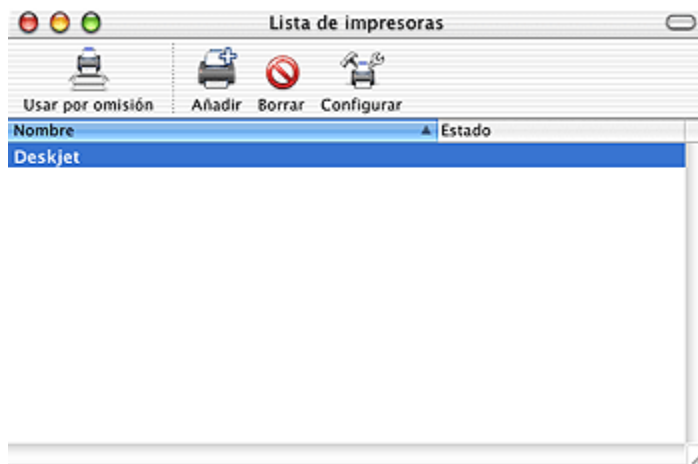 Lista de impresoras
Usar por omisión Añadir Borrar Configurar
Nombre Estado
Deskjet